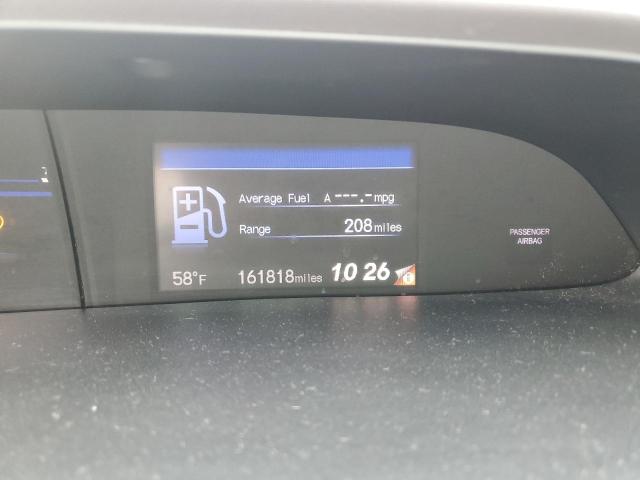 Average Fuel A ---.- mpg
Range 208 miles
PASSENGER
AIRBAG
58°F 161818 miles 10 26